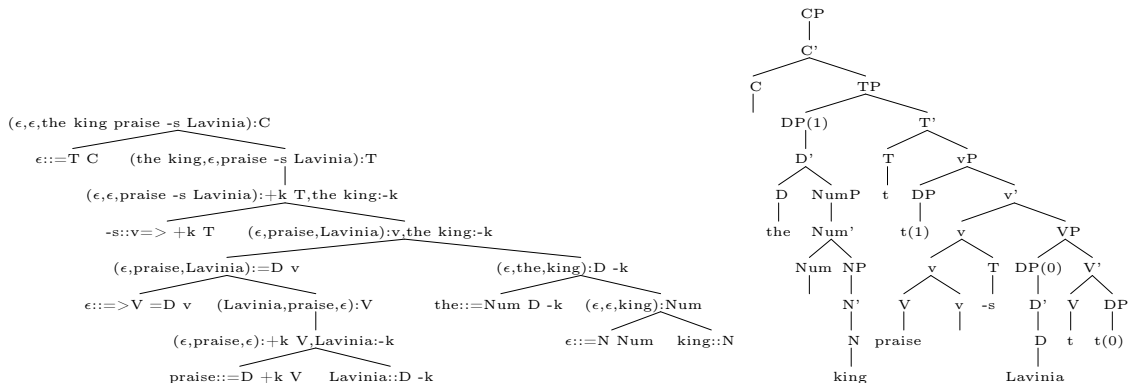 CP
C'
C TP
(ϵ,ϵ,the king praise -s Lavinia):C DP(1) T'
ϵ::=T C (the king,ϵ,praise -s Lavinia):T D' T vP
(ϵ,ϵ,praise -s Lavinia):+k T,the king:-k D NumP t DP v'
-s::v=> +k T (ϵ,praise,Lavinia):v,the king:-k the Num' t(1) v VP
(ϵ,praise,Lavinia):=D v (ϵ,the,king):D -k Num NP v T DP(0) V'
ϵ::=>V =D v (Lavinia,praise,ϵ):V the::=Num D -k (ϵ,ϵ,king):Num N' V v -s D' V DP
(ϵ,praise,ϵ):+k V,Lavinia:-k ϵ::=N Num king::N N praise D t t(0)
praise::=D +k V Lavinia::D -k king Lavinia